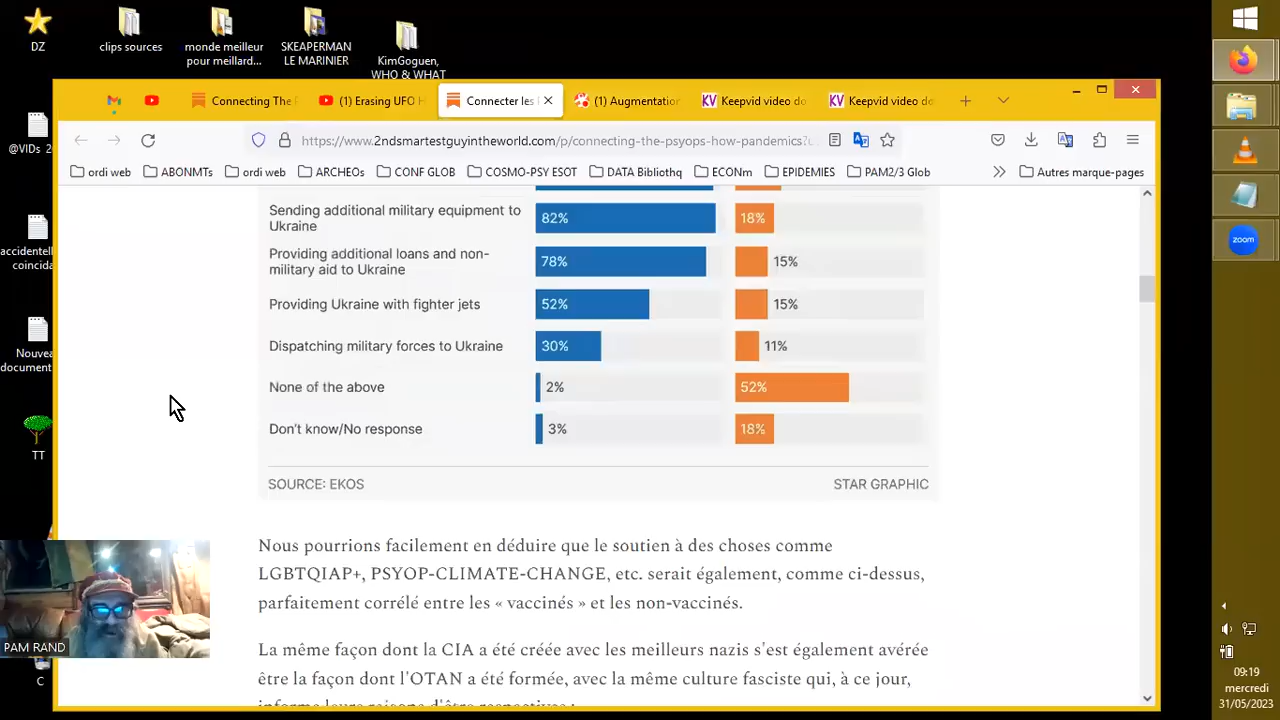 DZ
clips sources
monde meilleur
pour meillard...
SKEAPERMAN
LE MARINIER
KimGoguen,
WHO & WHAT
Connecting The P
(1) Erasing UFO H
Connecter les
(1) Augmentation
KV Keepvid video do
KV Keepvid video do
https://www.2ndsmartestguyintheworld.com/p/connecting-the-psyops-how-pandemics?u
ordi web
ABONMTs
ordi web
ARCHEOs
CONF GLOB
COSMO-PSY ESOT
DATA Bibliothq
ECONm
EPIDEMIES
PAM2/3 Glob
Autres marque-pages
@VIDs
accidentell
coincida
Nouvea
document
TT
C
Sending additional military equipment to
Ukraine
82%
18%
Providing additional loans and non-
military aid to Ukraine
78%
15%
Providing Ukraine with fighter jets
52%
15%
Dispatching military forces to Ukraine
30%
11%
None of the above
2%
52%
Don't know/No response
3%
18%
SOURCE: EKOS
STAR GRAPHIC
Nous pourrions facilement en déduire que le soutien à des choses comme
LGBTQIAP+, PSYOP-CLIMATE-CHANGE, etc. serait également, comme ci-dessus,
parfaitement corrélé entre les « vaccinés » et les non-vaccinés.
La même façon dont la CIA a été créée avec les meilleurs nazis s'est également avérée
être la façon dont l'OTAN a été formée, avec la même culture fasciste qui, à ce jour,
PAM RAND
zoom
09:19
mercredi
31/05/2023